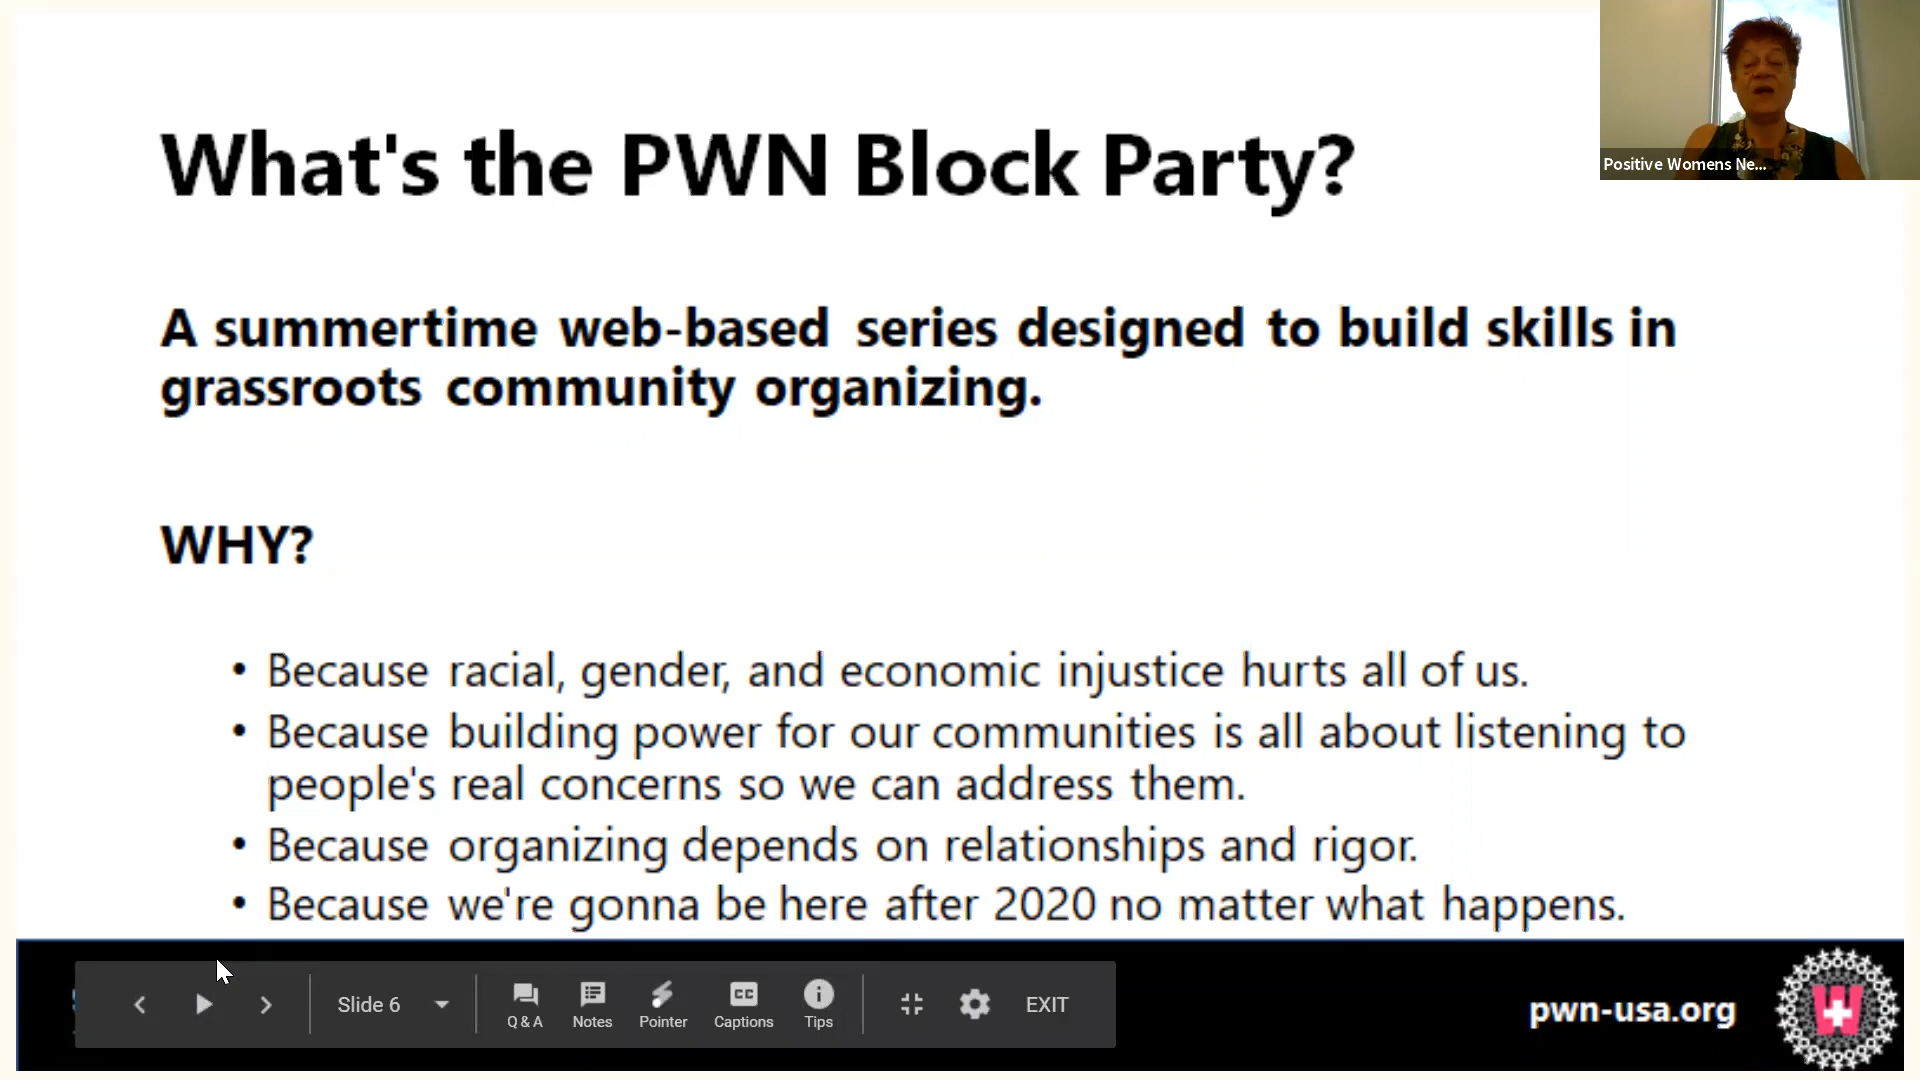 What's the PWN Block Party?
Positive Womens Ne...
A summertime web-based series designed to build skills in
grassroots community organizing.
WHY?
• Because racial, gender, and economic injustice hurts all of us.
• Because building power for our communities is all about listening to
people's real concerns so we can address them.
• Because organizing depends on relationships and rigor.
• Because we're gonna be here after 2020 no matter what happens.
Slide 6
Q & A
Notes
Pointer
CC
Captions
Tips
EXIT
pwn-usa.org
W